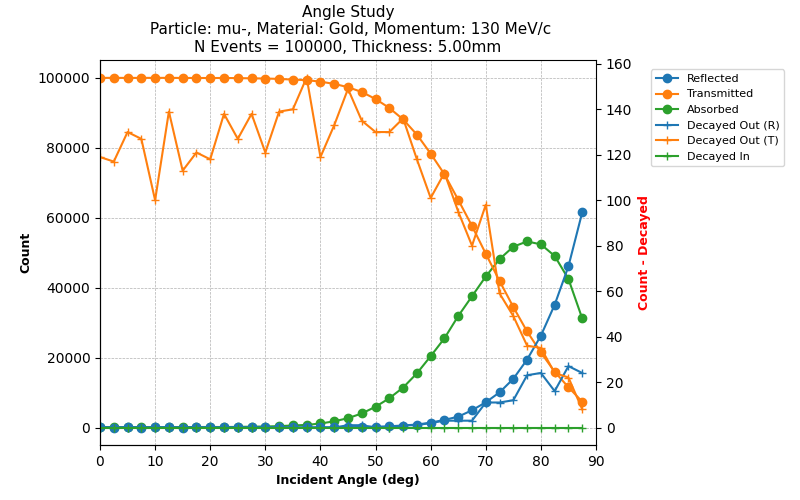 Angle Study
Particle: mu-, Material: Gold, Momentum: 130 MeV/c
N Events = 100000, Thickness: 5.00mm
100000
80000
60000
40000
20000
0
Count
0 10 20 30 40 50 60 70 80 90
Incident Angle (deg)
160
140
120
100
80
60
40
20
0
Count - Decayed
Reflected
Transmitted
Absorbed
Decayed Out (R)
Decayed Out (T)
Decayed In